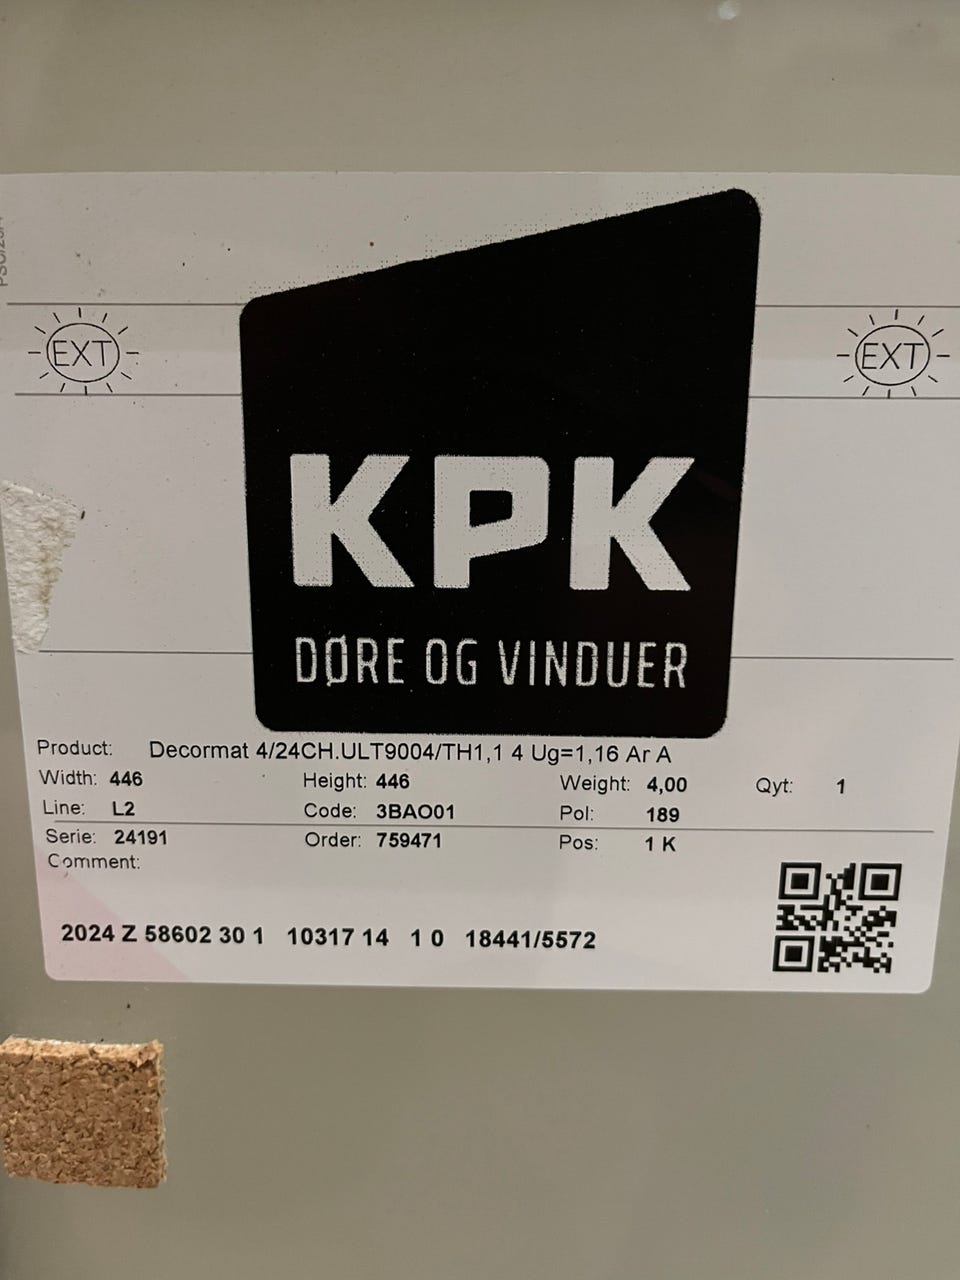 EXT
EXT
KPK
DØRE OG VINDUER
Product: Decormat 4/24CH.ULT9004/TH1,1 4 Ug=1,16 Ar A
Width: 446 Height: 446 Weight: 4,00 Qyt: 1
Line: L2 Code: 3BAO01 Pol: 189
Serie: 24191 Order: 759471 Pos: 1 K
Comment:
2024 Z 58602 30 1 10317 14 1 0 18441/5572